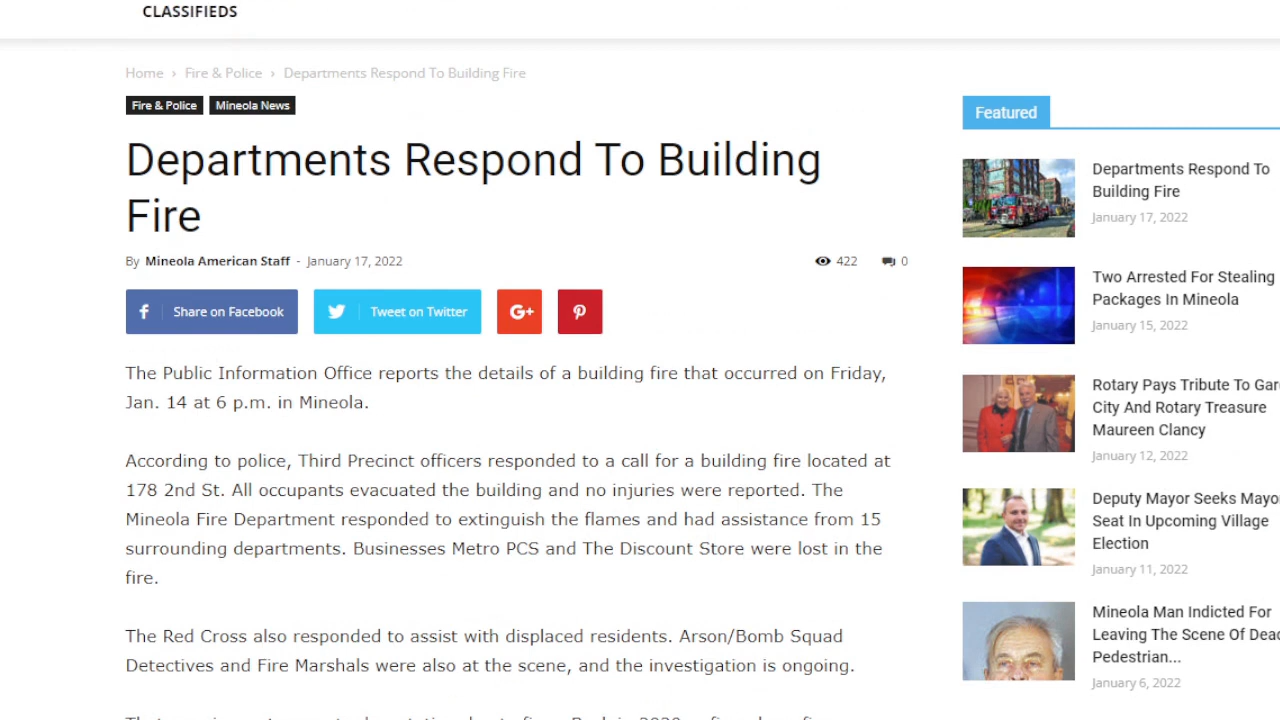 CLASSIFIEDS
Home › Fire & Police › Departments Respond To Building Fire
Fire & Police Mineola News
Departments Respond To Building
Fire
By Mineola American Staff - January 17, 2022
422 0
Share on Facebook Tweet on Twitter G+
The Public Information Office reports the details of a building fire that occurred on Friday,
Jan. 14 at 6 p.m. in Mineola.
According to police, Third Precinct officers responded to a call for a building fire located at
178 2nd St. All occupants evacuated the building and no injuries were reported. The
Mineola Fire Department responded to extinguish the flames and had assistance from 15
surrounding departments. Businesses Metro PCS and The Discount Store were lost in the
fire.
The Red Cross also responded to assist with displaced residents. Arson/Bomb Squad
Detectives and Fire Marshals were also at the scene, and the investigation is ongoing.
Featured
Departments Respond To
Building Fire
January 17, 2022
Two Arrested For Stealing
Packages In Mineola
January 15, 2022
Rotary Pays Tribute To
City And Rotary Treasure
Maureen Clancy
January 12, 2022
Deputy Mayor Seeks
Seat In Upcoming Village
Election
January 11, 2022
Mineola Man Indicted For
Leaving The Scene Of
Pedestrian...
January 6, 2022